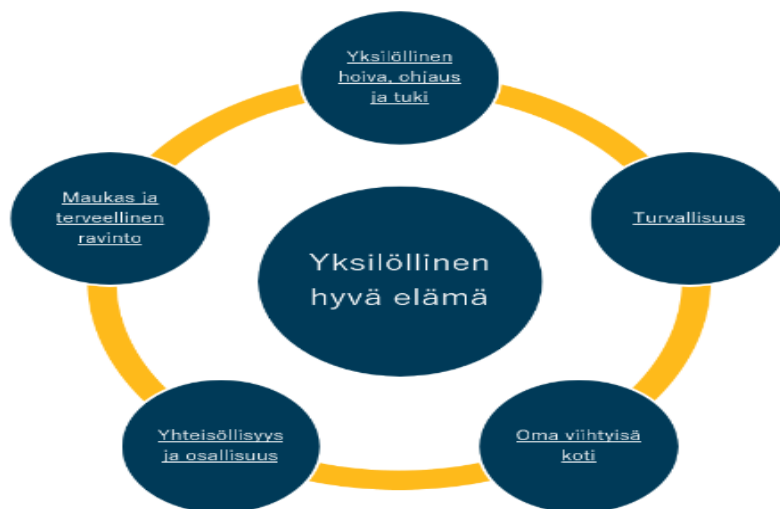 Yksilöllinen
hoiva, ohjaus
ja tuki
Maukas ja
terveellinen
ravinto
Turvallisuus
Yksilöllinen
hyvä elämä
Yhteisöllisyys
ja osallisuus
Oma viihtyisä
koti